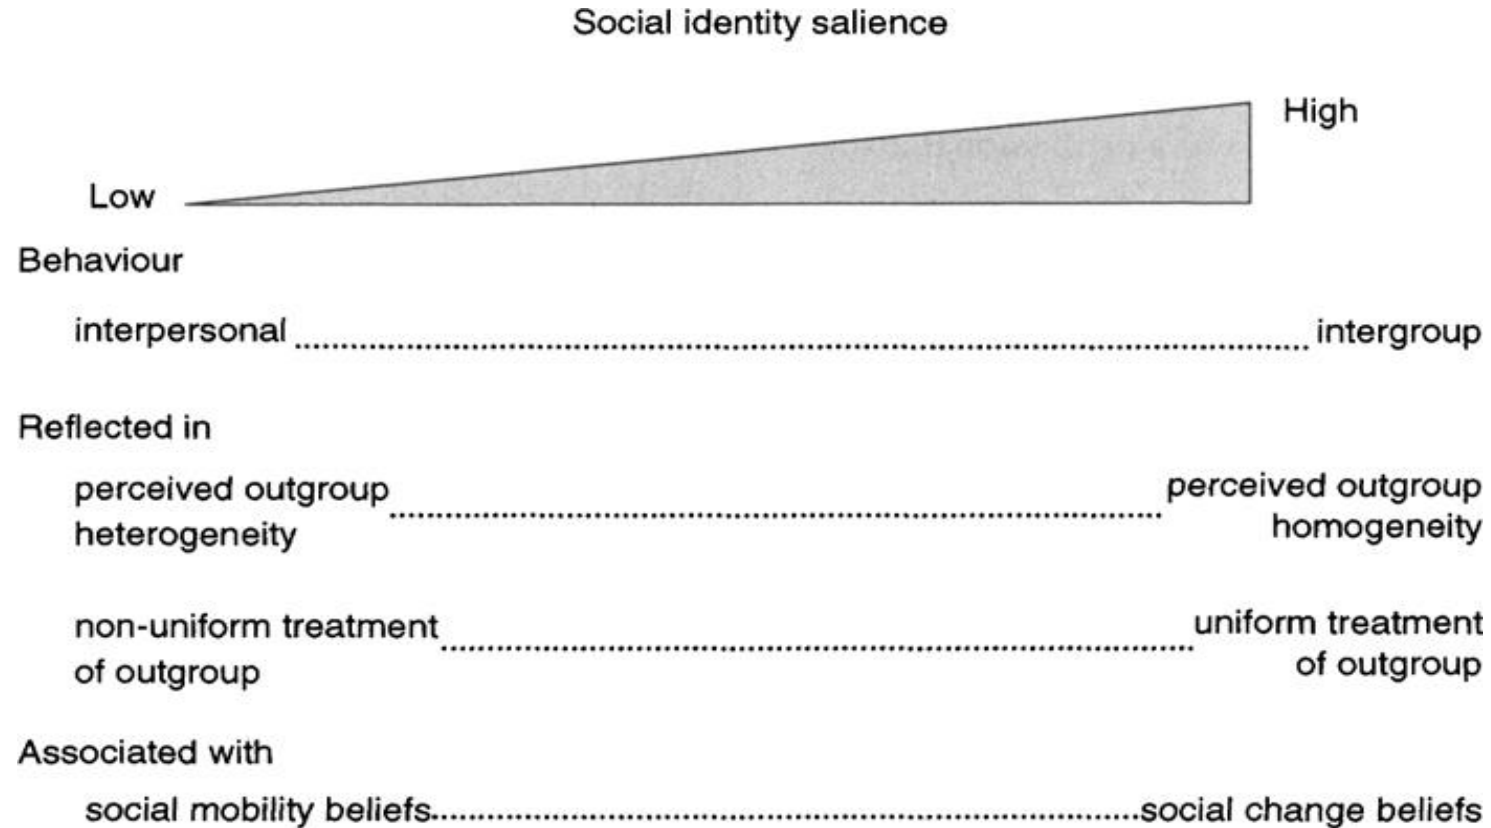 Social identity salience
High
Low
Behaviour
interpersonal
intergroup
Reflected in
perceived outgroup
heterogeneity
perceived outgroup
homogeneity
non-uniform treatment
of outgroup
uniform treatment
of outgroup
Associated with
social mobility beliefs
social change beliefs